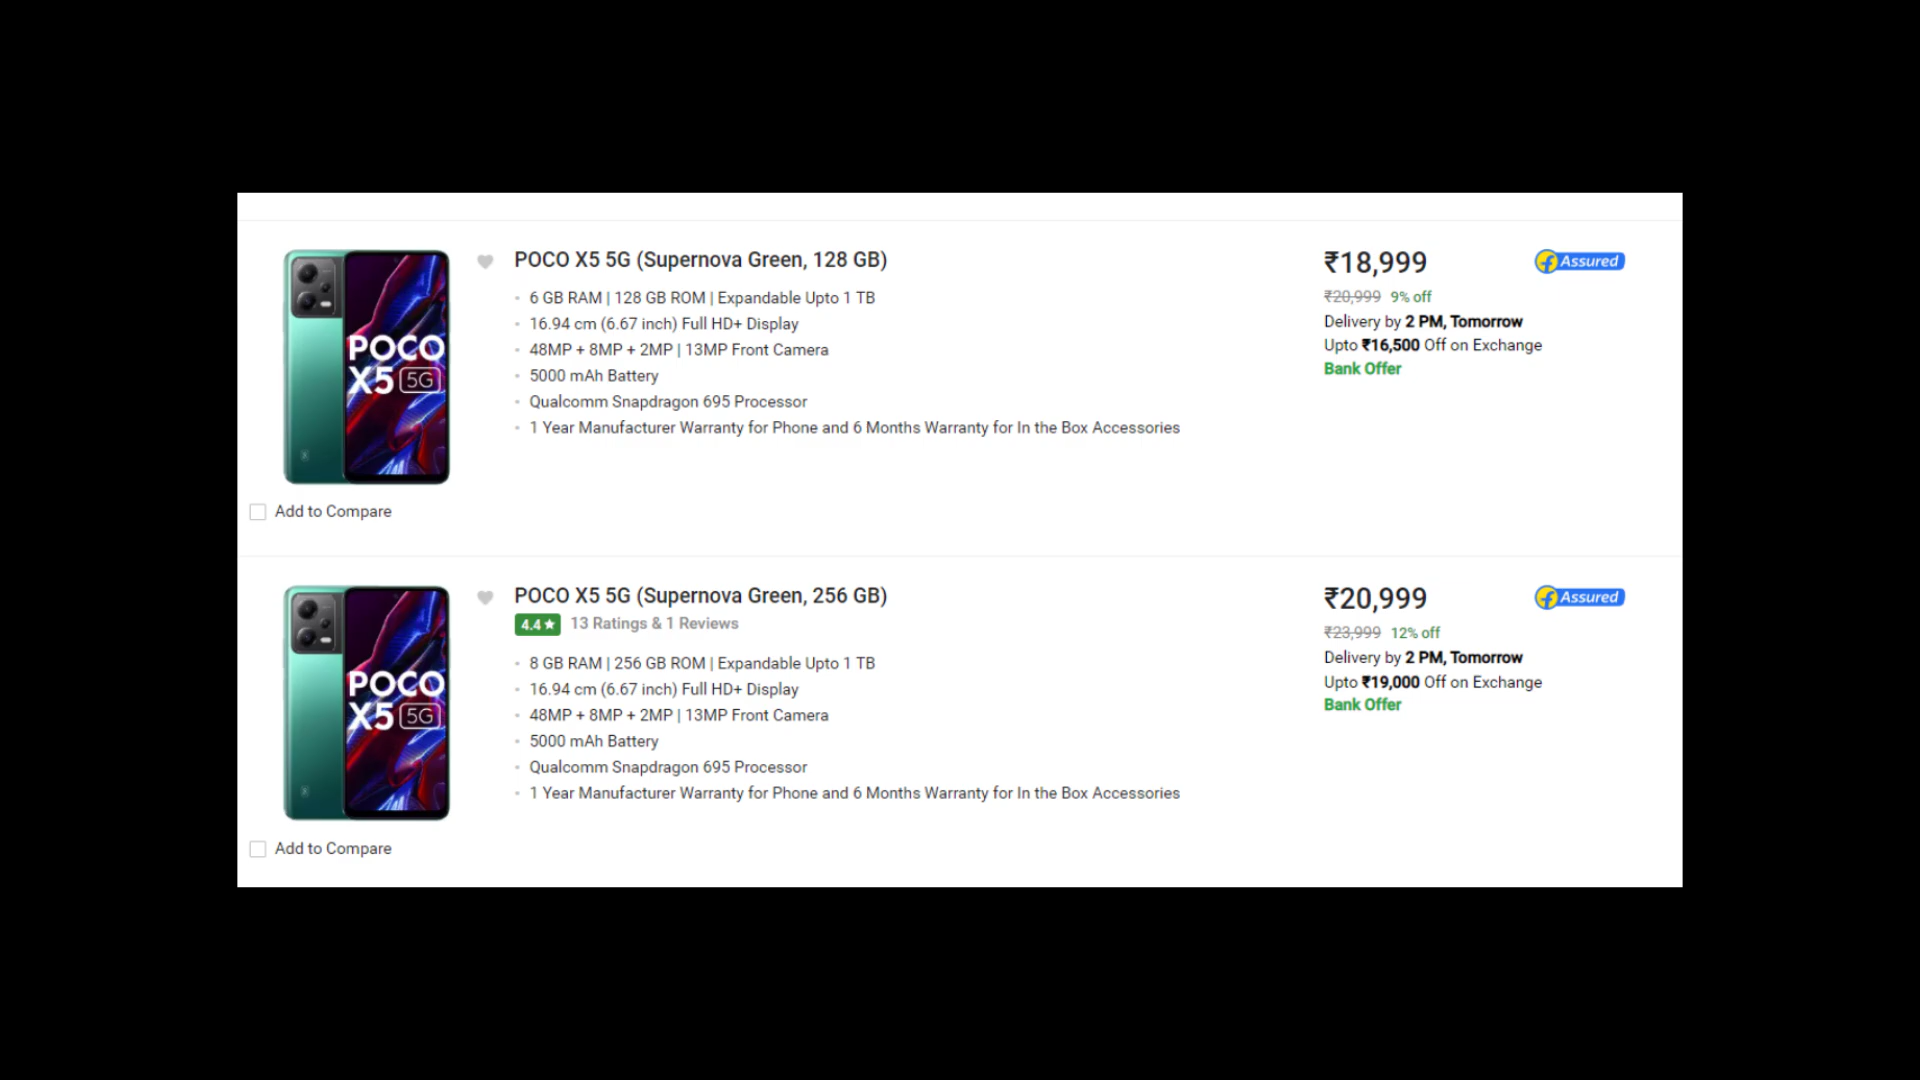 POCO X5 5G (Supernova Green, 128 GB)
6 GB RAM | 128 GB ROM | Expandable Upto 1 TB
16.94 cm (6.67 inch) Full HD+ Display
48MP + 8MP + 2MP | 13MP Front Camera
5000 mAh Battery
Qualcomm Snapdragon 695 Processor
1 Year Manufacturer Warranty for Phone and 6 Months Warranty for In the Box Accessories
₹18,999
Assured
₹20,999 9% off
Delivery by 2 PM, Tomorrow
Upto ₹16,500 Off on Exchange
Bank Offer
POCO
X5 5G
Add to Compare
POCO X5 5G (Supernova Green, 256 GB)
4.4★ 13 Ratings & 1 Reviews
8 GB RAM | 256 GB ROM | Expandable Upto 1 TB
16.94 cm (6.67 inch) Full HD+ Display
48MP + 8MP + 2MP | 13MP Front Camera
5000 mAh Battery
Qualcomm Snapdragon 695 Processor
1 Year Manufacturer Warranty for Phone and 6 Months Warranty for In the Box Accessories
₹20,999
Assured
₹23,999 12% off
Delivery by 2 PM, Tomorrow
Upto ₹19,000 Off on Exchange
Bank Offer
POCO
X5 5G
Add to Compare